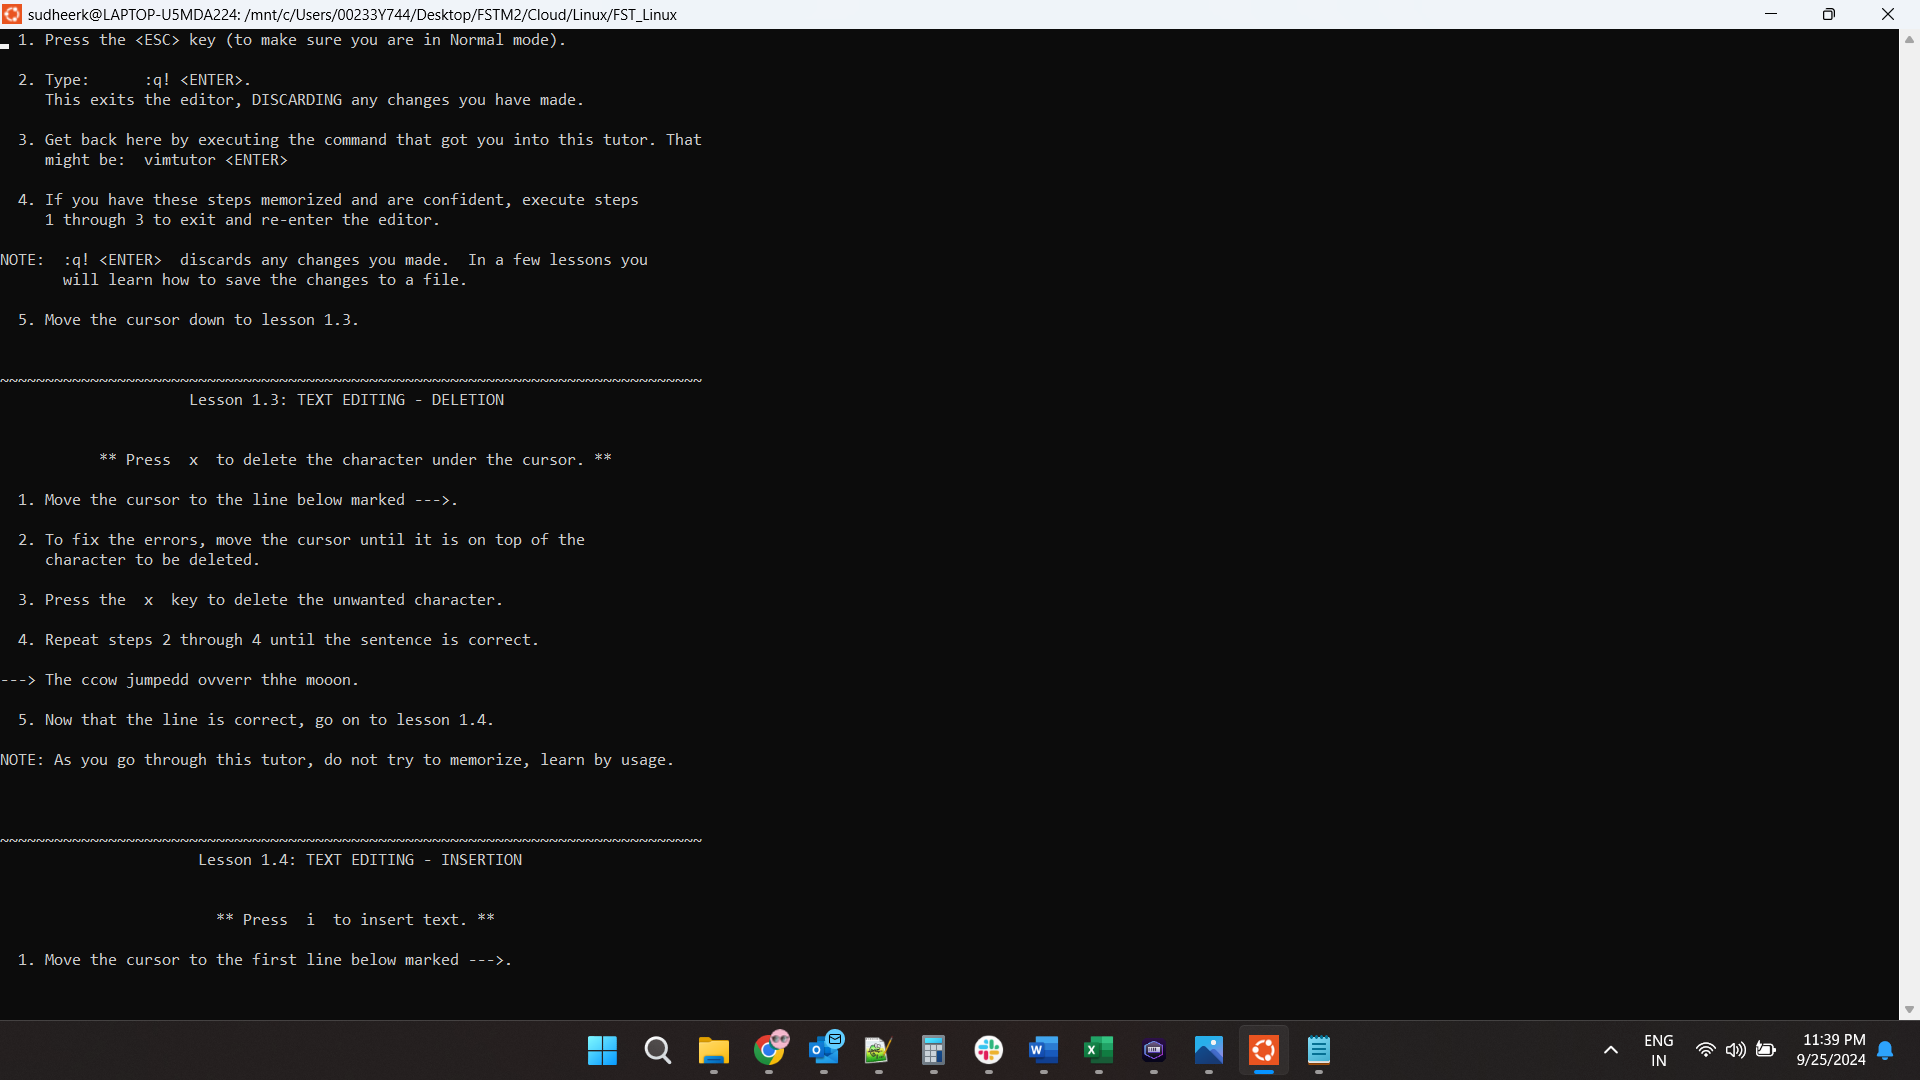 sudheerk@LAPTOP-U5MDA224: /mnt/c/Users/00233Y744/Desktop/FSTM2/Cloud/Linux/FST_Linux
  1. Press the <ESC> key (to make sure you are in Normal mode).
  2. Type:      :q! <ENTER>.
     This exits the editor, DISCARDING any changes you have made.
  3. Get back here by executing the command that got you into this tutor. That
     might be:  vimtutor <ENTER>
  4. If you have these steps memorized and are confident, execute steps
     1 through 3 to exit and re-enter the editor.
NOTE:  :q! <ENTER>  discards any changes you made.  In a few lessons you
       will learn how to save the changes to a file.
  5. Move the cursor down to lesson 1.3.
~~~~~~~~~~~~~~~~~~~~~~~~~~~~~~~~~~~~~~~~~~~~~~~~~~~~~~~~~~~~~~~~~~~~~~~~~~~~~~
                     Lesson 1.3: TEXT EDITING - DELETION
           ** Press  x  to delete the character under the cursor. **
  1. Move the cursor to the line below marked --->.
  2. To fix the errors, move the cursor until it is on top of the
     character to be deleted.
  3. Press the  x  key to delete the unwanted character.
  4. Repeat steps 2 through 4 until the sentence is correct.
---> The ccow jumpedd ovverr thhe mooon.
  5. Now that the line is correct, go on to lesson 1.4.
NOTE: As you go through this tutor, do not try to memorize, learn by usage.
~~~~~~~~~~~~~~~~~~~~~~~~~~~~~~~~~~~~~~~~~~~~~~~~~~~~~~~~~~~~~~~~~~~~~~~~~~~~~~
                      Lesson 1.4: TEXT EDITING - INSERTION
                        ** Press  i  to insert text. **
  1. Move the cursor to the first line below marked --->.
ENG
IN
11:39 PM
9/25/2024